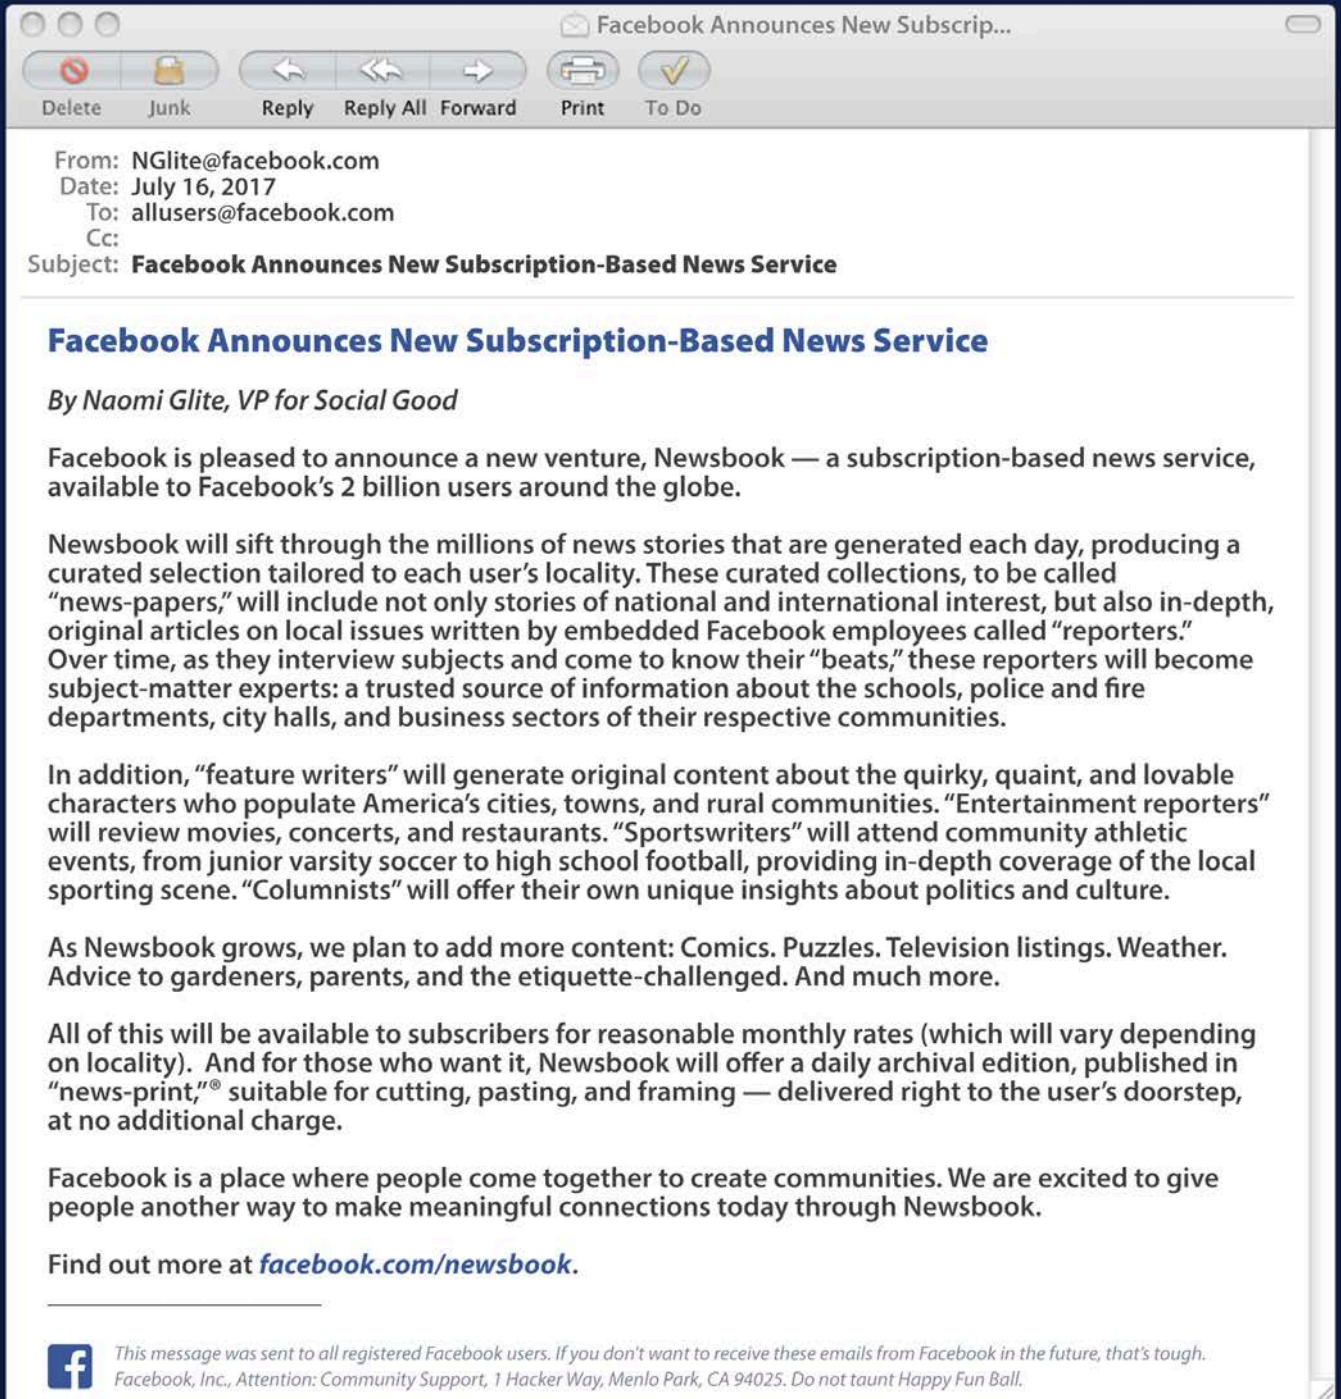 Facebook Announces New Subscrip...
Delete Junk Reply Reply All Forward Print To Do
From: NGlite@facebook.com
Date: July 16, 2017
To: allusers@facebook.com
Cc:
Subject: Facebook Announces New Subscription-Based News Service
Facebook Announces New Subscription-Based News Service
By Naomi Glite, VP for Social Good
Facebook is pleased to announce a new venture, Newsbook — a subscription-based news service,
available to Facebook’s 2 billion users around the globe.
Newsbook will sift through the millions of news stories that are generated each day, producing a
curated selection tailored to each user’s locality. These curated collections, to be called
“news-papers,” will include not only stories of national and international interest, but also in-depth,
original articles on local issues written by embedded Facebook employees called “reporters.”
Over time, as they interview subjects and come to know their “beats,” these reporters will become
subject-matter experts: a trusted source of information about the schools, police and fire
departments, city halls, and business sectors of their respective communities.
In addition, “feature writers” will generate original content about the quirky, quaint, and lovable
characters who populate America’s cities, towns, and rural communities. “Entertainment reporters”
will review movies, concerts, and restaurants. “Sportswriters” will attend community athletic
events, from junior varsity soccer to high school football, providing in-depth coverage of the local
sporting scene. “Columnists” will offer their own unique insights about politics and culture.
As Newsbook grows, we plan to add more content: Comics. Puzzles. Television listings. Weather.
Advice to gardeners, parents, and the etiquette-challenged. And much more.
All of this will be available to subscribers for reasonable monthly rates (which will vary depending
on locality).  And for those who want it, Newsbook will offer a daily archival edition, published in
“news-print,”® suitable for cutting, pasting, and framing — delivered right to the user’s doorstep,
at no additional charge.
Facebook is a place where people come together to create communities. We are excited to give
people another way to make meaningful connections today through Newsbook.
Find out more at facebook.com/newsbook.
f
This message was sent to all registered Facebook users. If you don't want to receive these emails from Facebook in the future, that's tough.
Facebook, Inc., Attention: Community Support, 1 Hacker Way, Menlo Park, CA 94025. Do not taunt Happy Fun Ball.